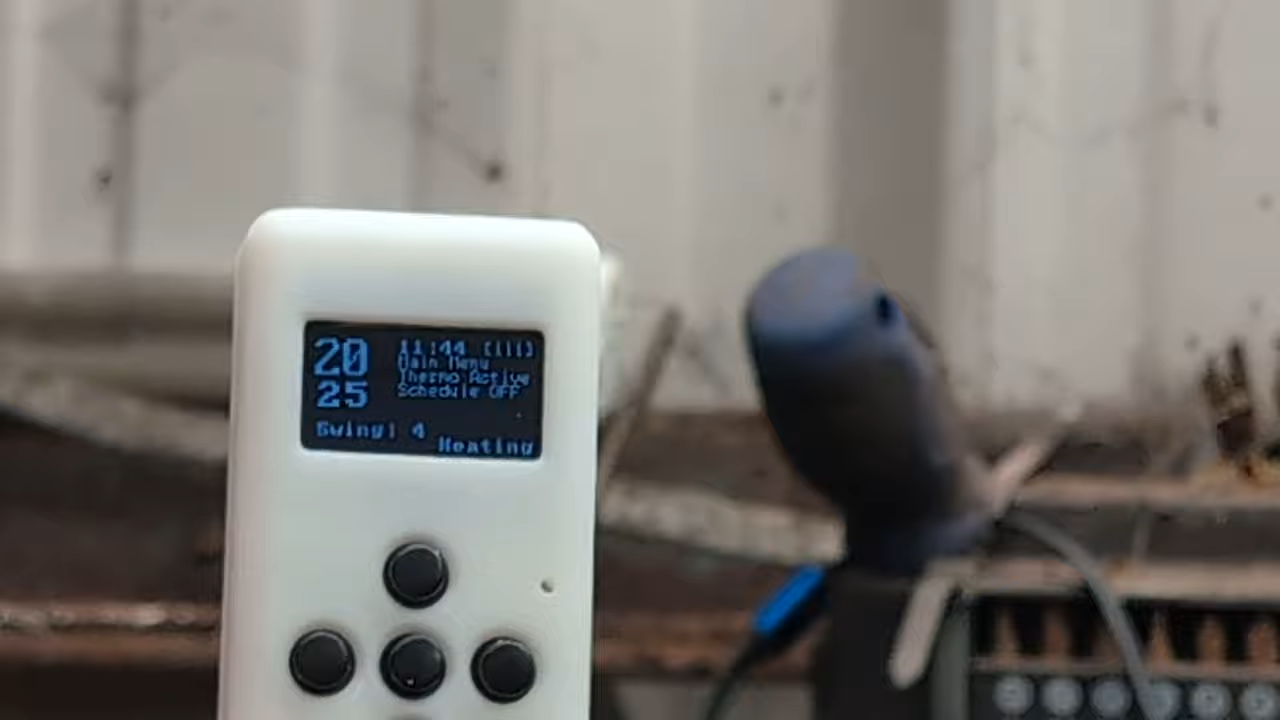 20
25
11:44
Main Menu
Thermo Active
Schedule OFF
Swing: 4
Heating